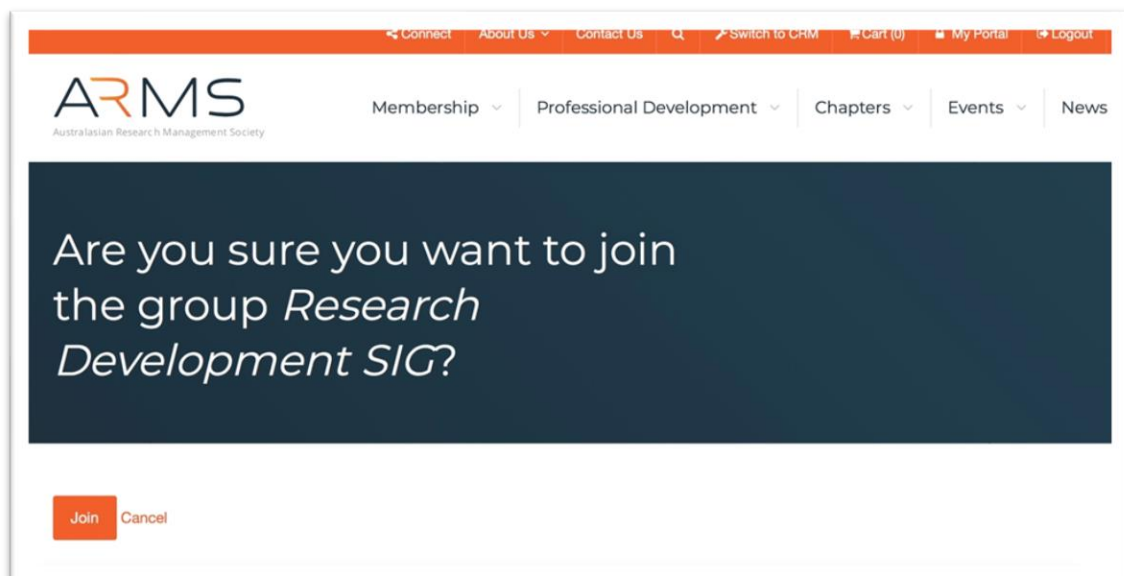 Connect About Us Contact Us Switch to CRM Cart (0) My Portal Logout
ARMS
Australasian Research Management Society
Membership Professional Development Chapters Events News
Are you sure you want to join
the group Research
Development SIG?
Join Cancel